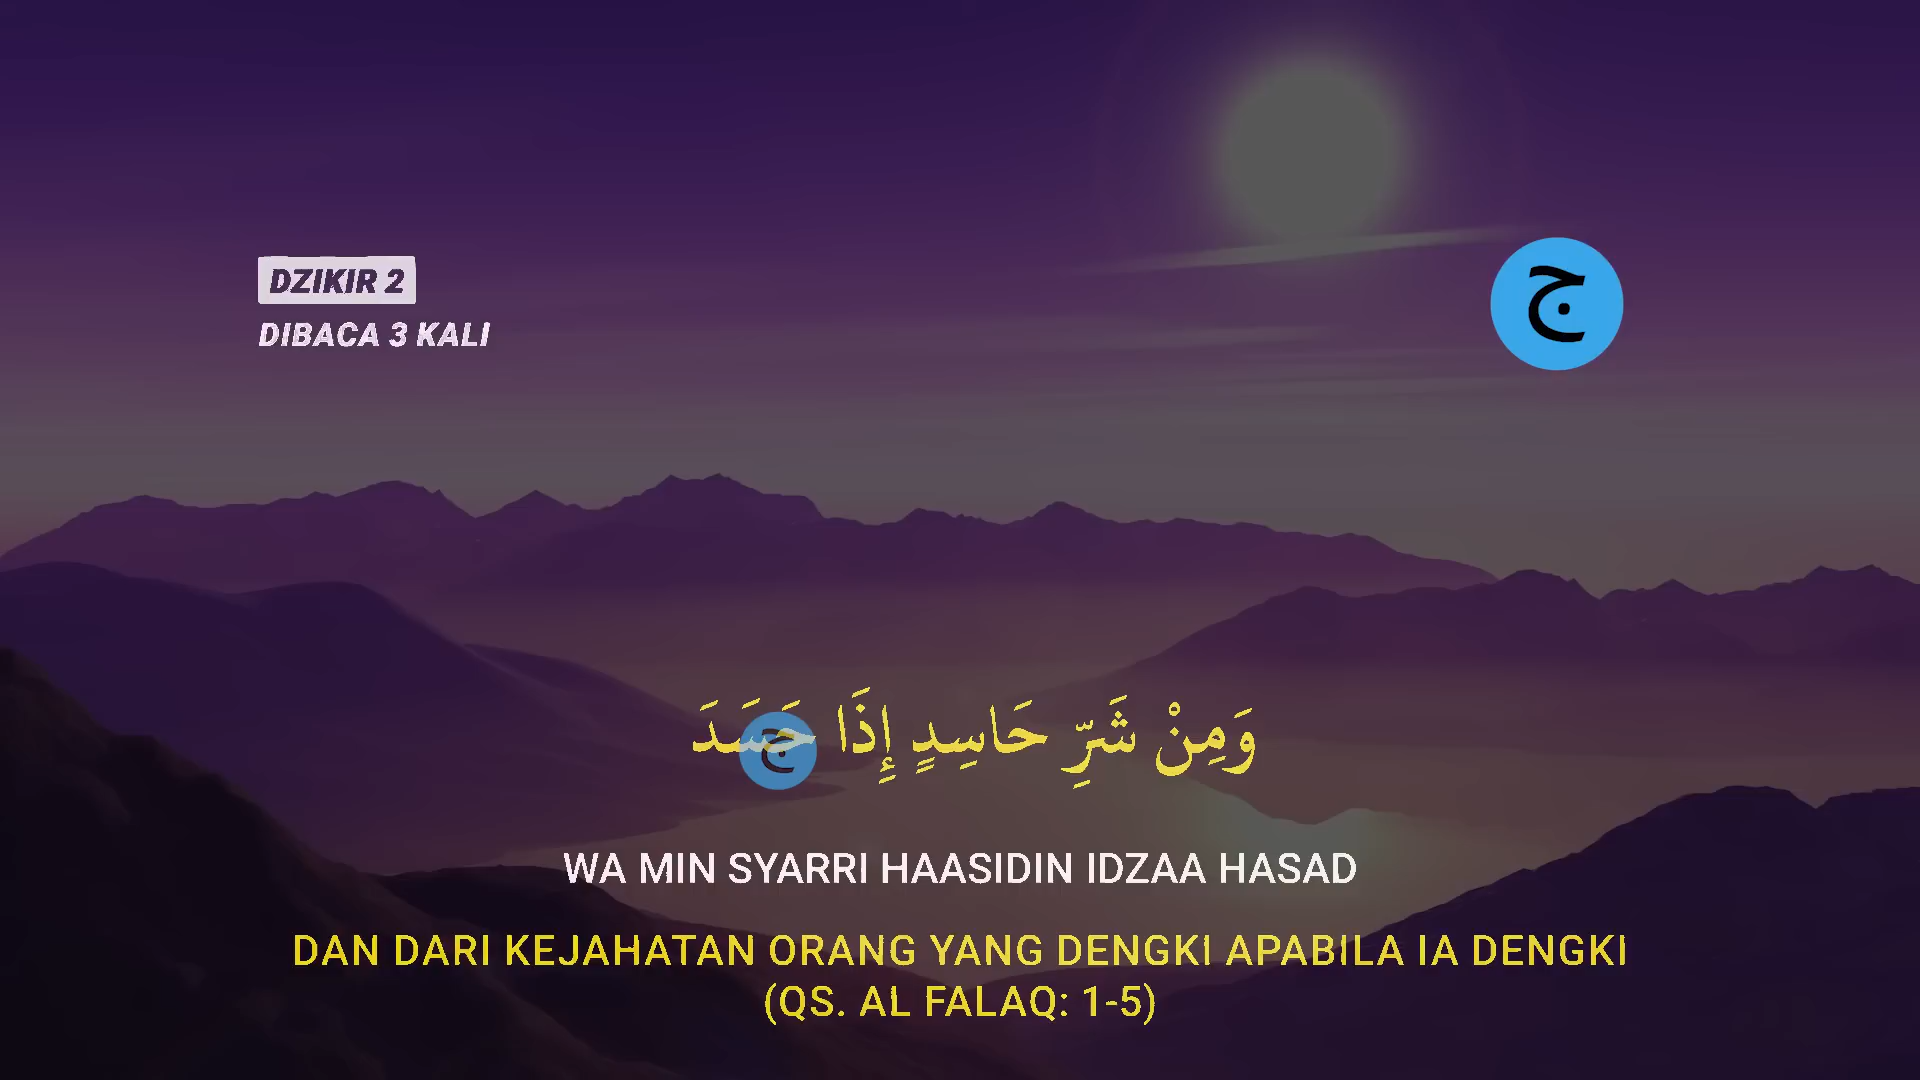 DZIKIR 2
DIBACA 3 KALI
ج
وَمِنْ شَرِّ حَاسِدٍ إِذَا حَسَدَ
ج
WA MIN SYARRI HAASIDIN IDZAA HASAD
DAN DARI KEJAHATAN ORANG YANG DENGKI APABILA IA DENGKI
(QS. AL FALAQ: 1-5)